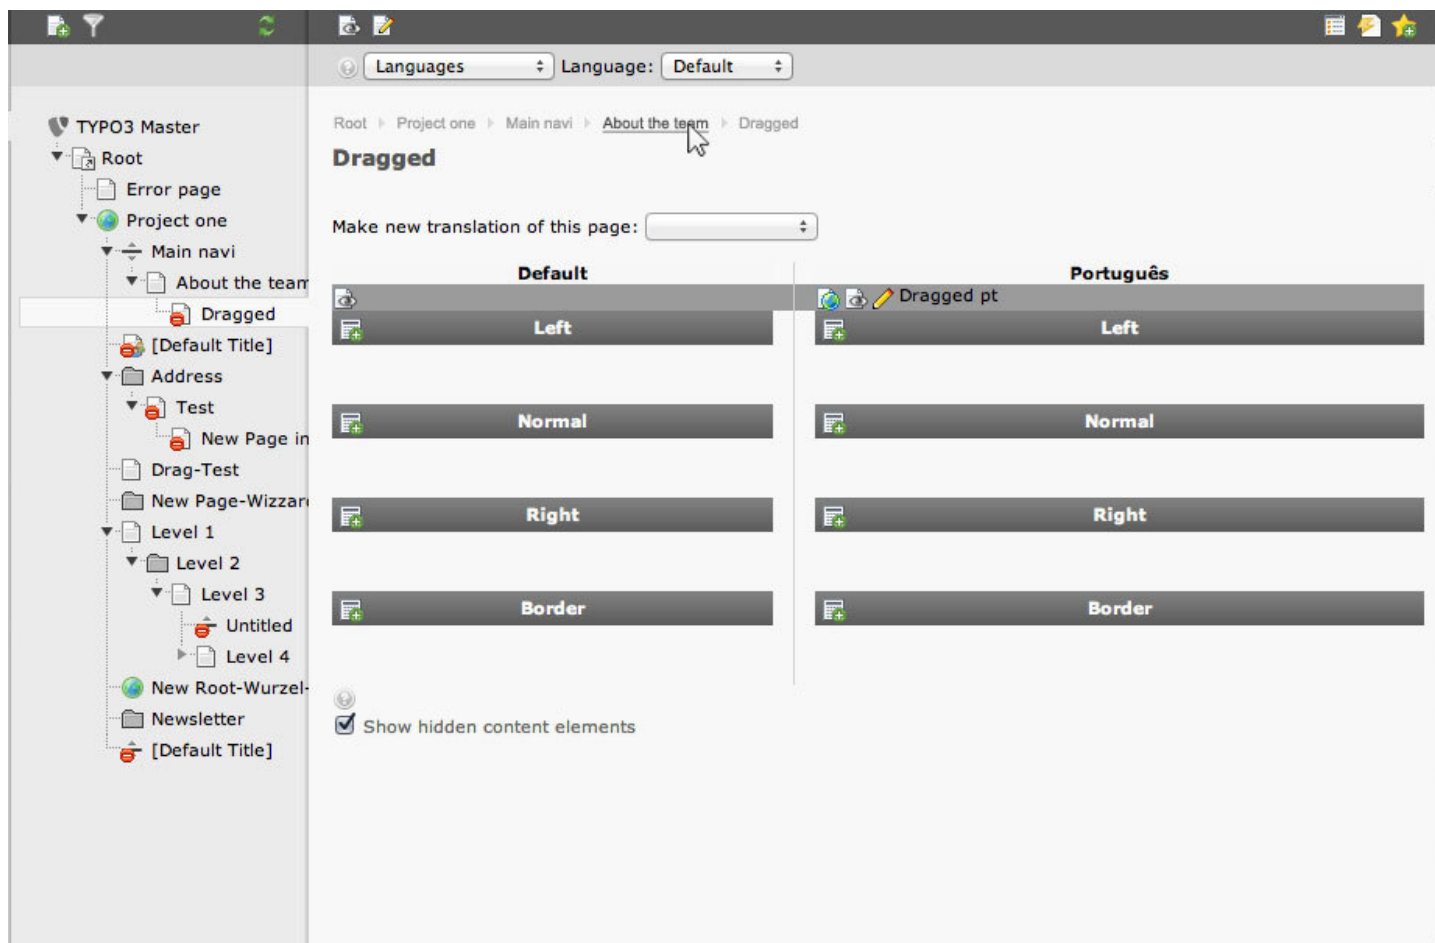 Languages Language: Default
TYPO3 Master
Root
Error page
Project one
Main navi
About the team
Dragged
[Default Title]
Address
Test
New Page in
Drag-Test
New Page-Wizzard
Level 1
Level 2
Level 3
Untitled
Level 4
New Root-Wurzel-
Newsletter
[Default Title]
Root Project one Main navi About the team Dragged
Dragged
Make new translation of this page:
Default Português
Dragged pt
Left Left
Normal Normal
Right Right
Border Border
Show hidden content elements